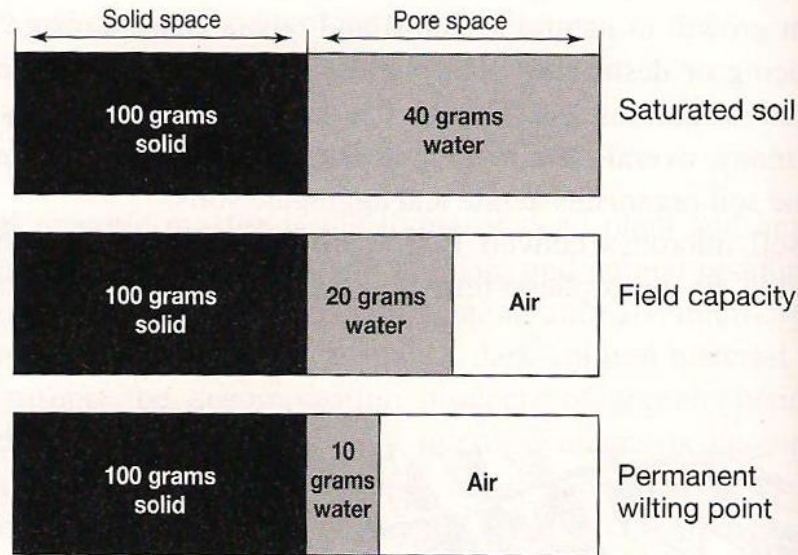 Solid space
Pore space
100 grams
solid
40 grams
water
Saturated soil
100 grams
solid
20 grams
water
Air
Field capacity
100 grams
solid
10
grams
water
Air
Permanent
wilting point